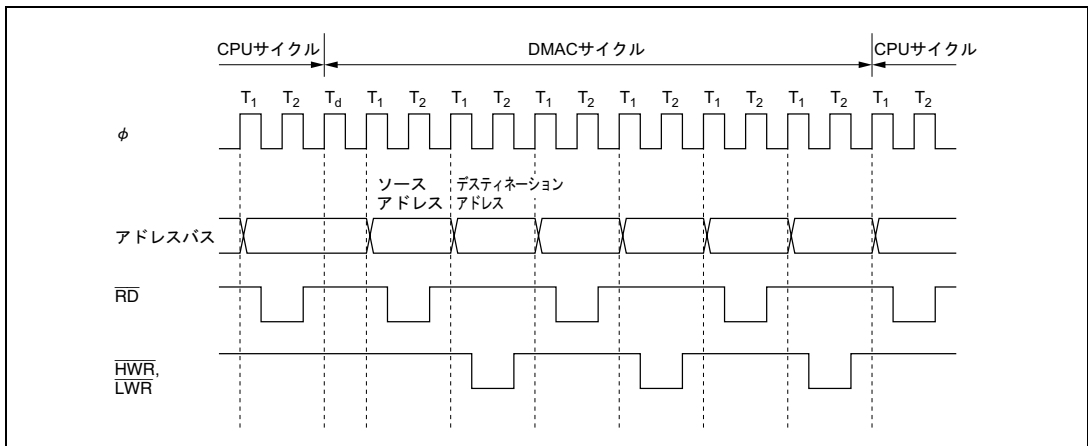 CPUサイクル DMACサイクル CPUサイクル
T1 T2 Td T1 T2 T1 T2 T1 T2 T1 T2 T1 T2 T1 T2 T1 T2
φ
ソース デスティネーション
アドレス アドレス
アドレスバス
RD
HWR,
LWR